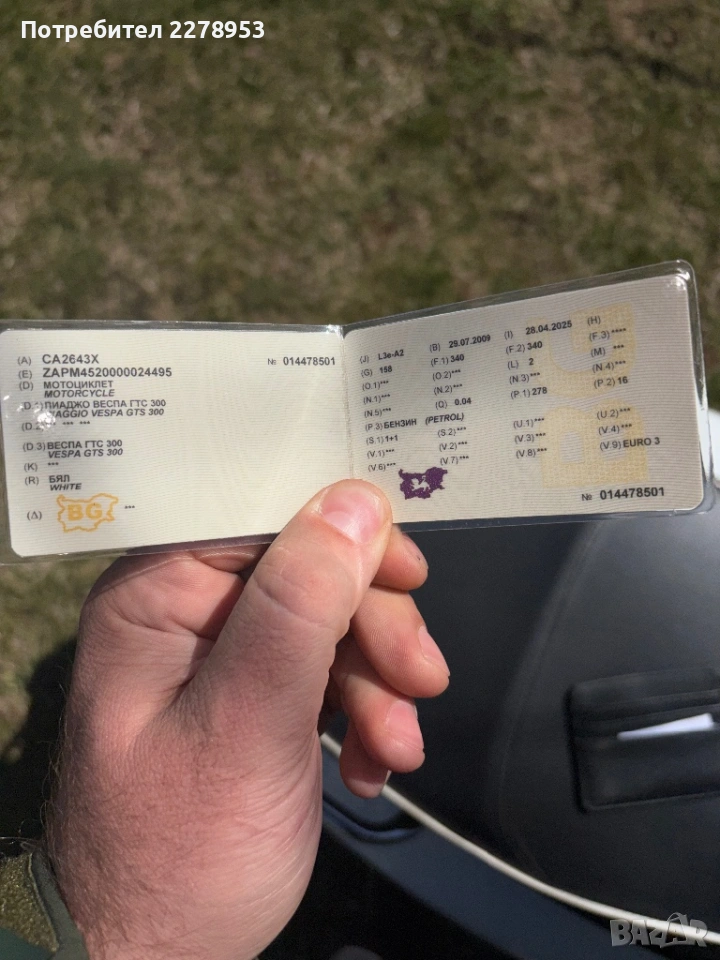 Потребител 2278953
(A) CA2643X № 014478501
(E) ZAPM4520000024495
(D) МОТОЦИКЛЕТ
MOTORCYCLE
(D.1) ПИАДЖО ВЕСПА ГТС 300
PIAGGIO VESPA GTS 300
(D.2) *** *** ***
(D.3) ВЕСПА ГТС 300
VESPA GTS 300
(K) ***
(R) БЯЛ
WHITE
(Δ) BG ***
(J) L3e-A2 (B) 29.07.2009 (I) 28.04.2025 (H)
(G) 158 (F.1) 340 (F.2) 340 (F.3) ****
(O.1) *** (O.2) *** (L) 2 (M) ***
(N.1) *** (N.2) *** (N.3) *** (N.4) ***
(N.5) *** (Q) 0.04 (P.1) 278 (P.2) 16
(P.3) БЕНЗИН (PETROL)
(S.1) 1+1 (S.2) *** (U.1) *** (U.2) ***
(V.1) *** (V.2) *** (V.3) *** (V.4) ***
(V.6) *** (V.7) *** (V.8) *** (V.9) EURO 3
№ 014478501
BAZAR